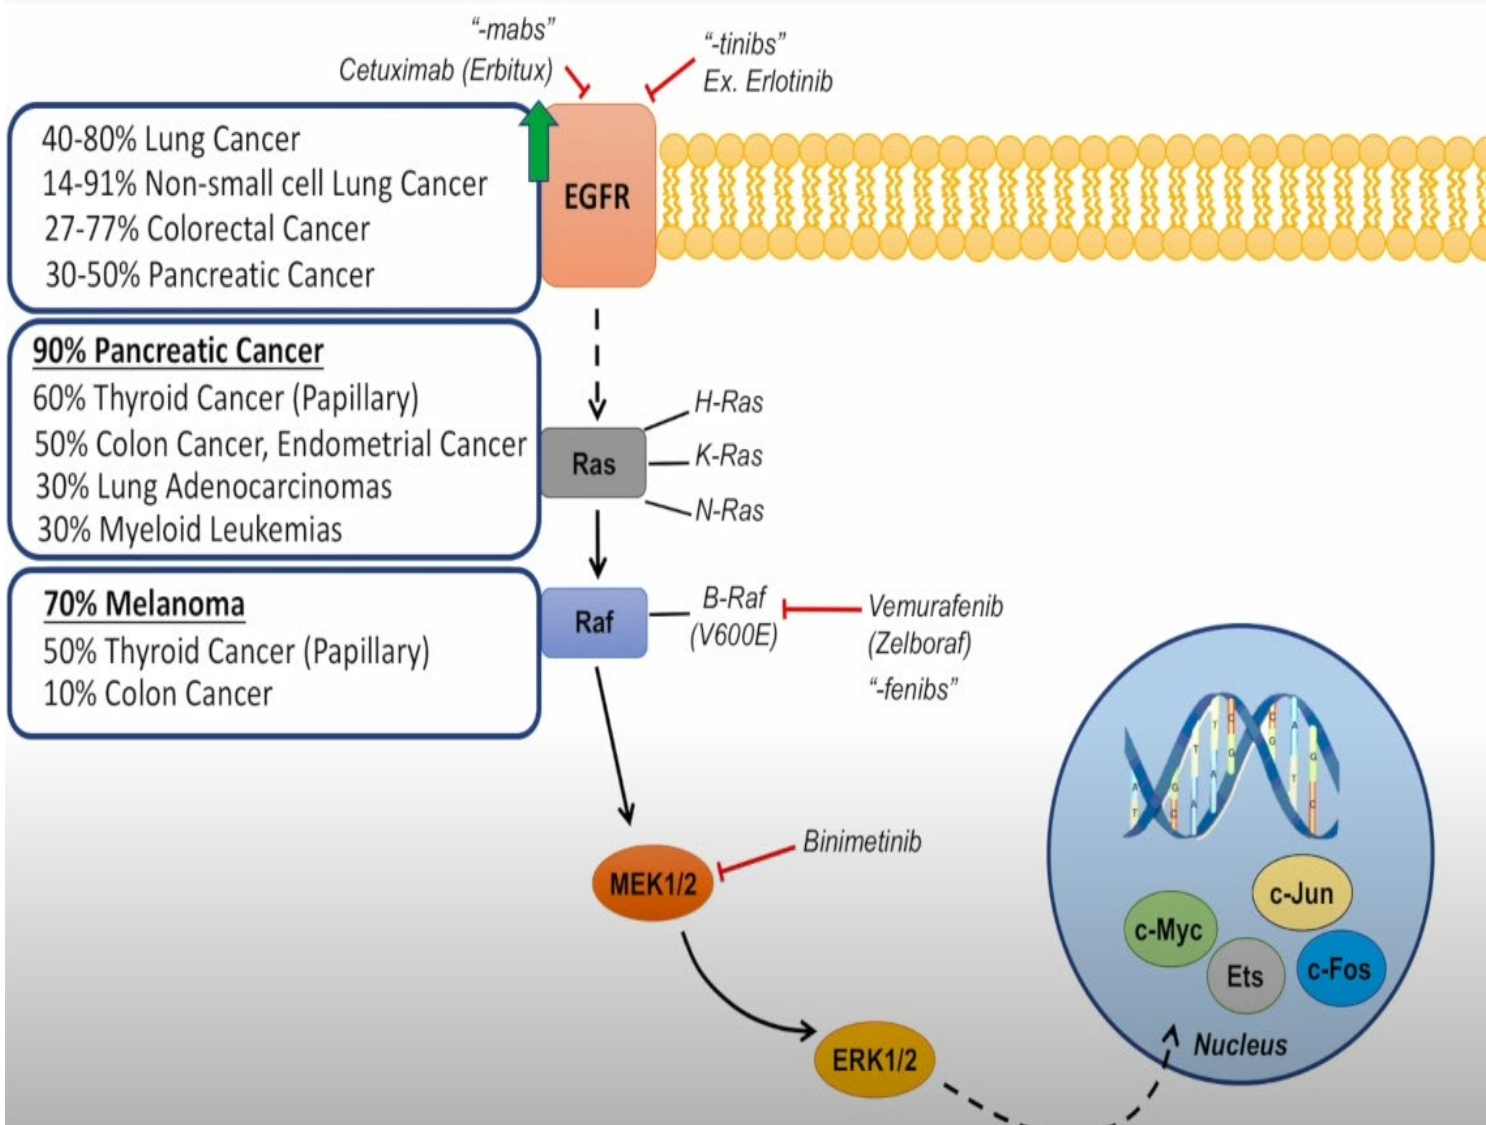 “-mabs”
Cetuximab (Erbitux)
“-tinibs”
Ex. Erlotinib
40-80% Lung Cancer
14-91% Non-small cell Lung Cancer
27-77% Colorectal Cancer
30-50% Pancreatic Cancer
EGFR
90% Pancreatic Cancer
60% Thyroid Cancer (Papillary)
50% Colon Cancer, Endometrial Cancer
30% Lung Adenocarcinomas
30% Myeloid Leukemias
Ras
H-Ras
K-Ras
N-Ras
70% Melanoma
50% Thyroid Cancer (Papillary)
10% Colon Cancer
Raf
B-Raf
(V600E)
Vemurafenib
(Zelboraf)
“-fenibs”
MEK1/2
Binimetinib
ERK1/2
A
T
G
C
T
A
T
A
C
G
C
G
A
T
G
C
c-Jun
c-Myc
Ets
c-Fos
Nucleus